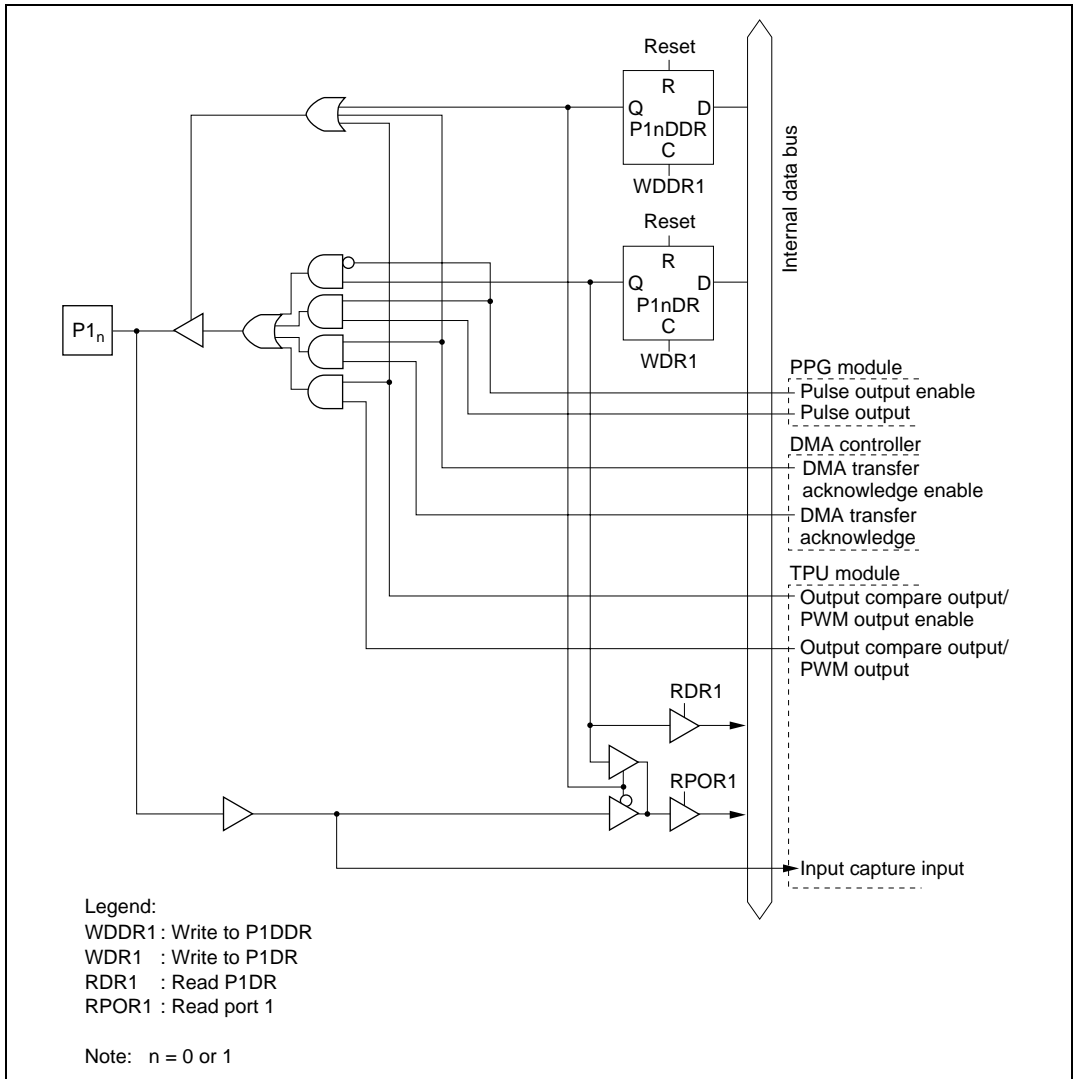 Reset
R
Q D
P1nDDR
C
WDDR1
Reset
R
Q D
P1nDR
C
WDR1
Internal data bus
P1n
PPG module
Pulse output enable
Pulse output
DMA controller
DMA transfer
acknowledge enable
DMA transfer
acknowledge
TPU module
Output compare output/
PWM output enable
Output compare output/
PWM output
RDR1
RPOR1
Input capture input
Legend:
WDDR1 : Write to P1DDR
WDR1 : Write to P1DR
RDR1 : Read P1DR
RPOR1 : Read port 1
Note: n = 0 or 1